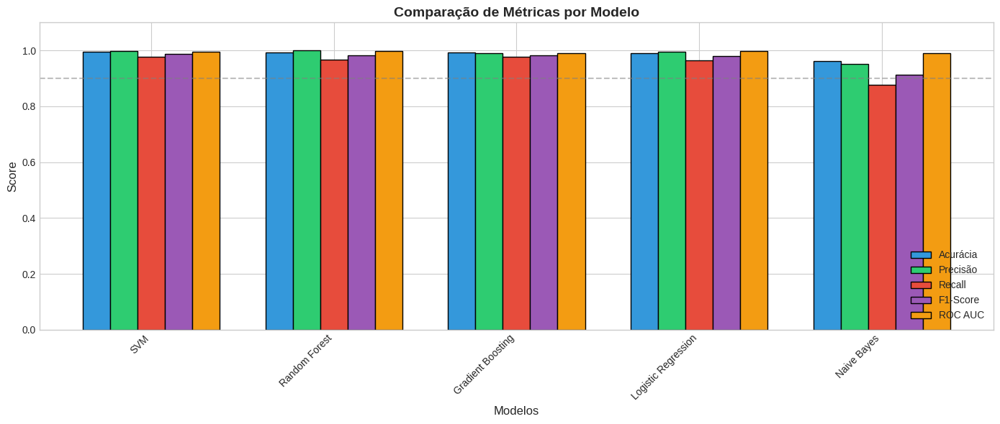 Comparação de Métricas por Modelo
Score
1.0
0.8
0.6
0.4
0.2
0.0
Acurácia
Precisão
Recall
F1-Score
ROC AUC
SVM
Random Forest
Gradient Boosting
Logistic Regression
Naive Bayes
Modelos